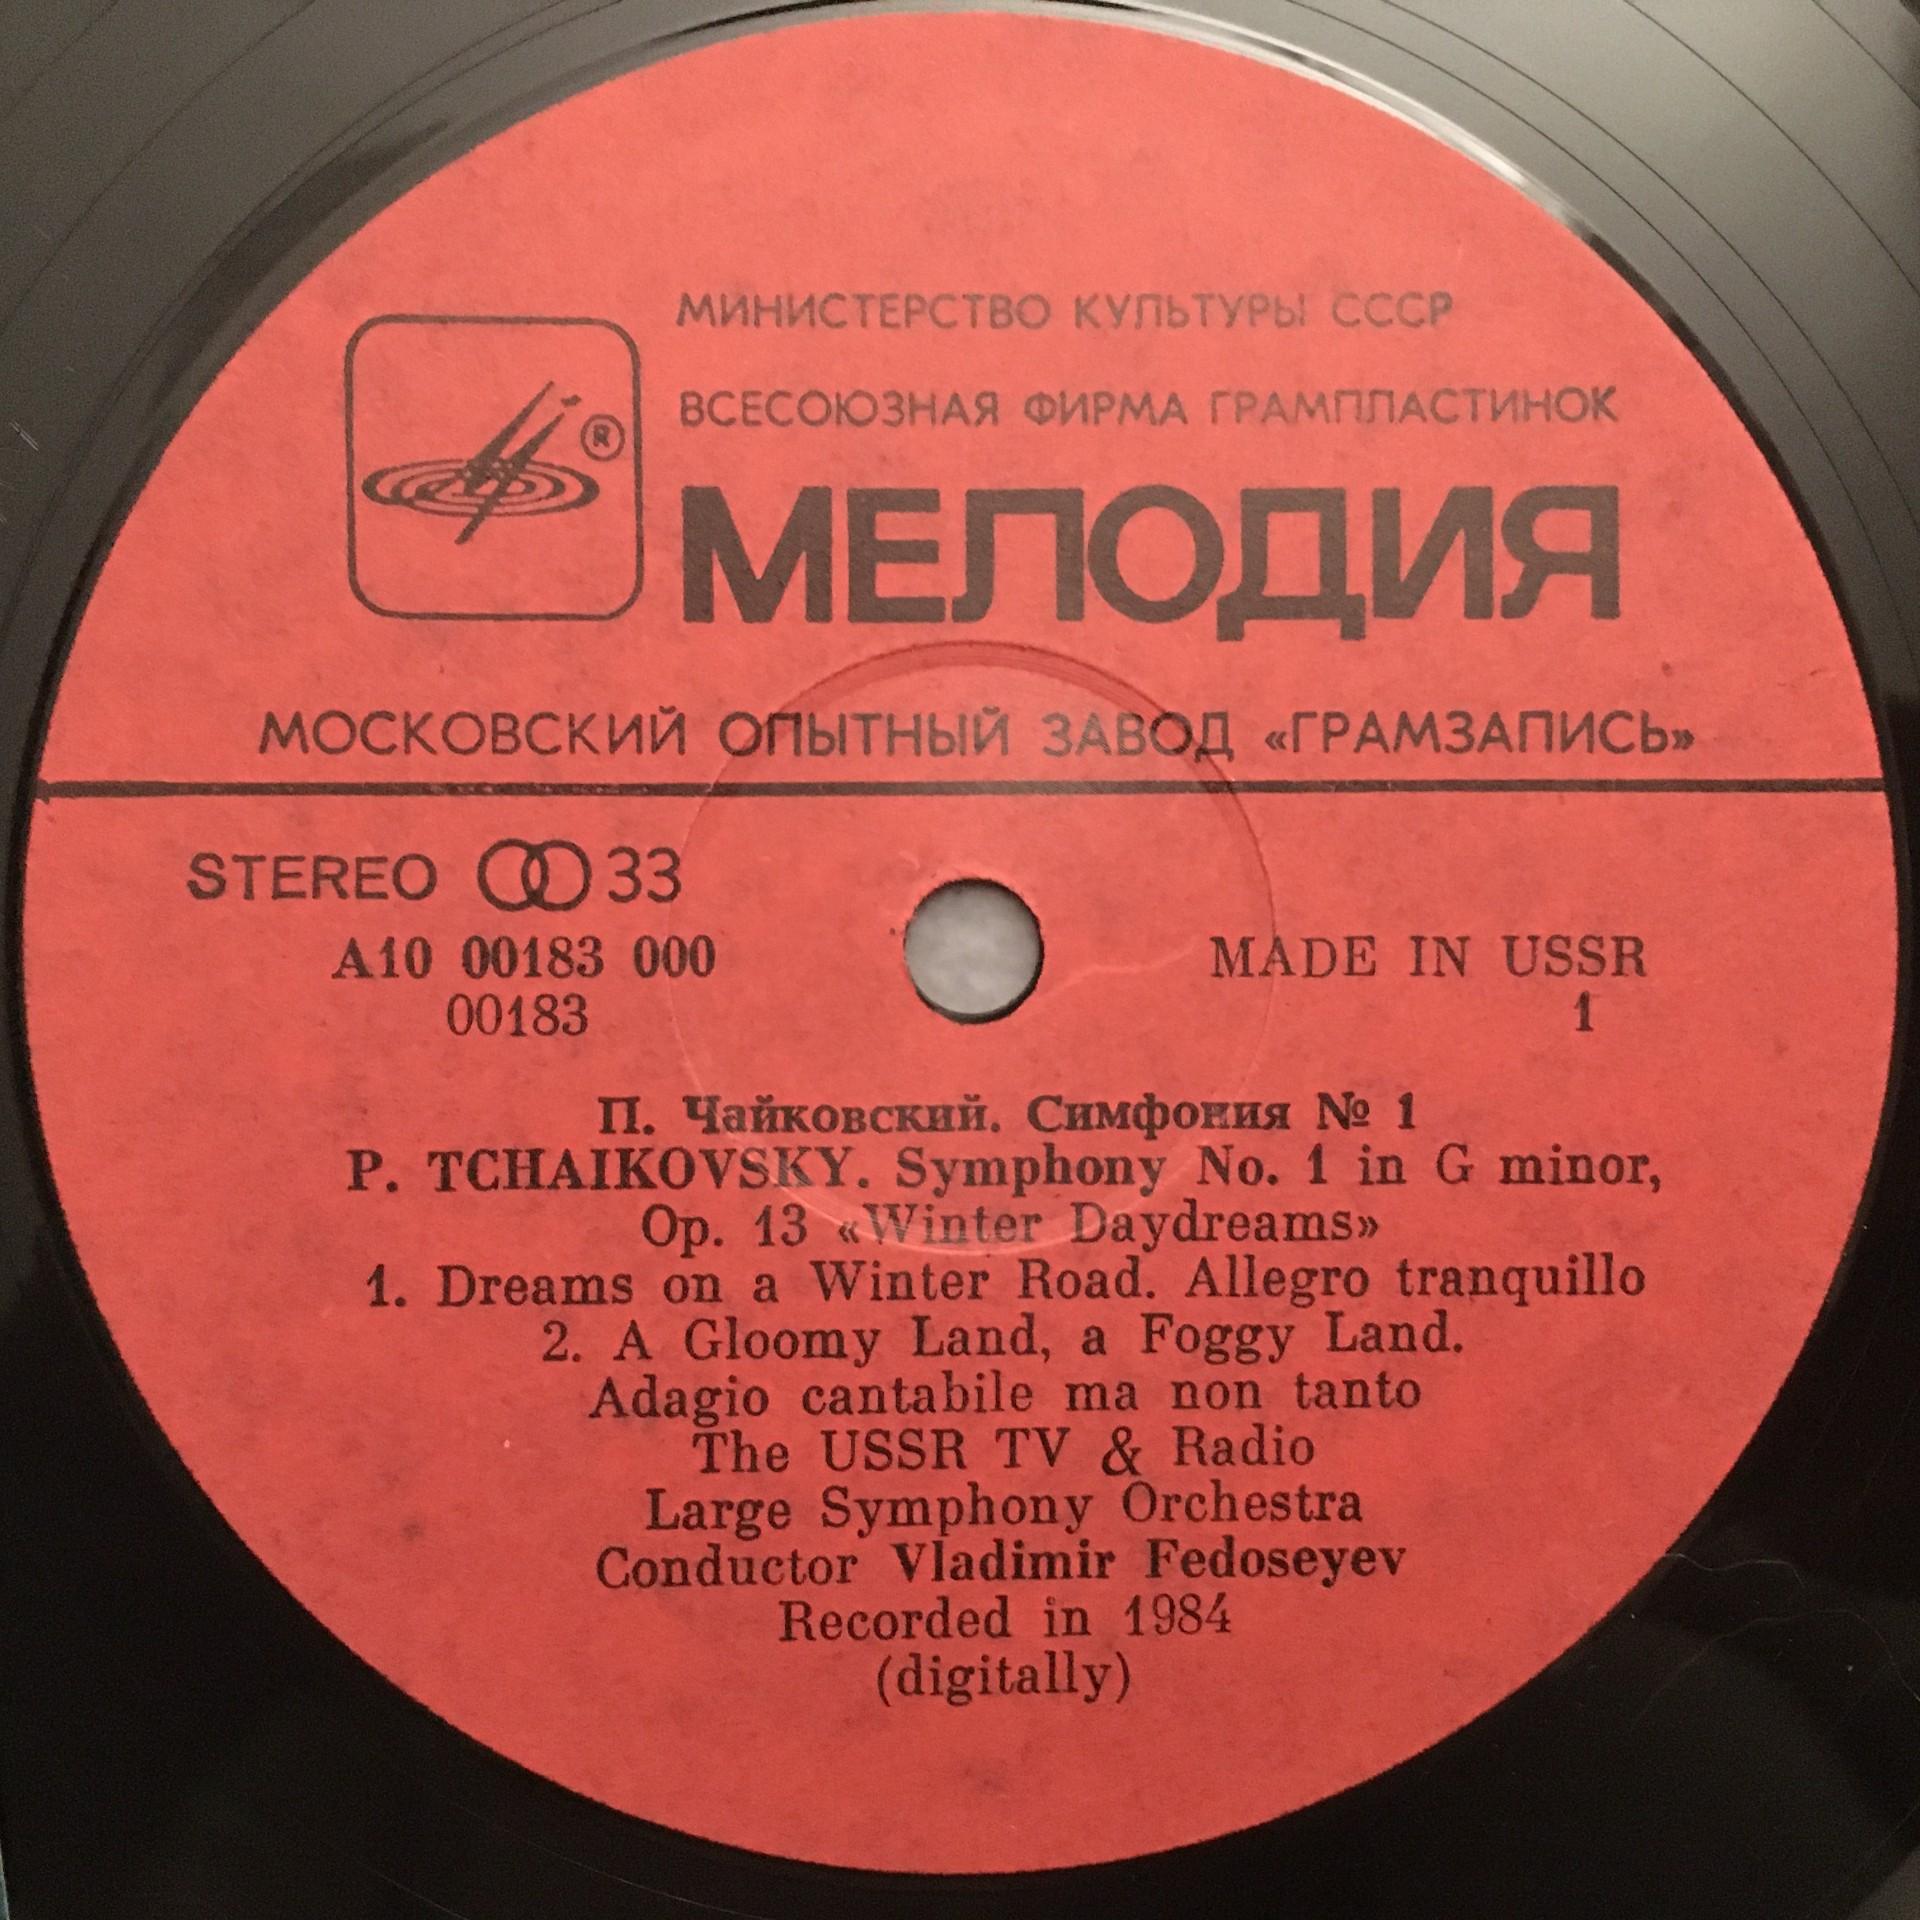 МИНИСТЕРСТВО КУЛЬТУРЫ СССР
ВСЕСОЮЗНАЯ ФИРМА ГРАМПЛАСТИНОК
®
МЕЛОДИЯ
МОСКОВСКИЙ ОПЫТНЫЙ ЗАВОД «ГРАМЗАПИСЬ»
STEREO 33
A10 00183 000
MADE IN USSR
00183
1
П. Чайковский. Симфония № 1
P. TCHAIKOVSKY. Symphony No. 1 in G minor,
Op. 13 «Winter Daydreams»
1. Dreams on a Winter Road. Allegro tranquillo
2. A Gloomy Land, a Foggy Land.
Adagio cantabile ma non tanto
The USSR TV & Radio
Large Symphony Orchestra
Conductor Vladimir Fedoseyev
Recorded in 1984
(digitally)